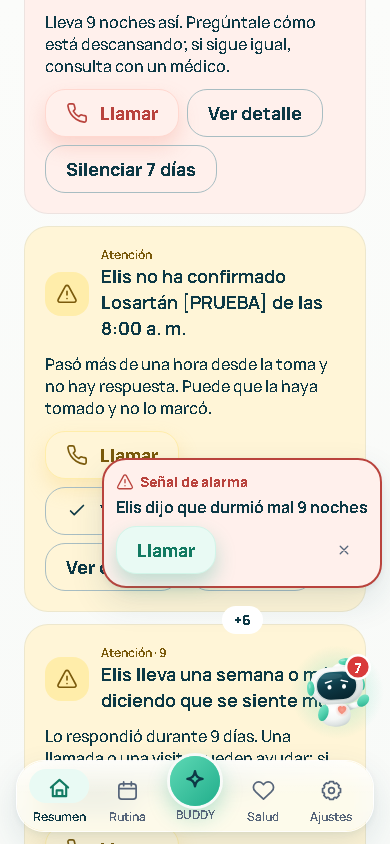 Lleva 9 noches así. Pregúntale cómo
está descansando; si sigue igual,
consulta con un médico.
Llamar
Ver detalle
Silenciar 7 días
Atención
Elis no ha confirmado
Losartán [PRUEBA] de las
8:00 a. m.
Pasó más de una hora desde la toma y
no hay respuesta. Puede que la haya
tomado y no lo marcó.
Llamar
Señal de alarma
Elis dijo que durmió mal 9 noches
Llamar
Ver
+6
Atención · 9
Elis lleva una semana o
diciendo que se siente
7
Lo respondió durante 9 días. Una
llamada o una visita pueden ayudar; si
Resumen
Rutina
BUDDY
Salud
Ajustes